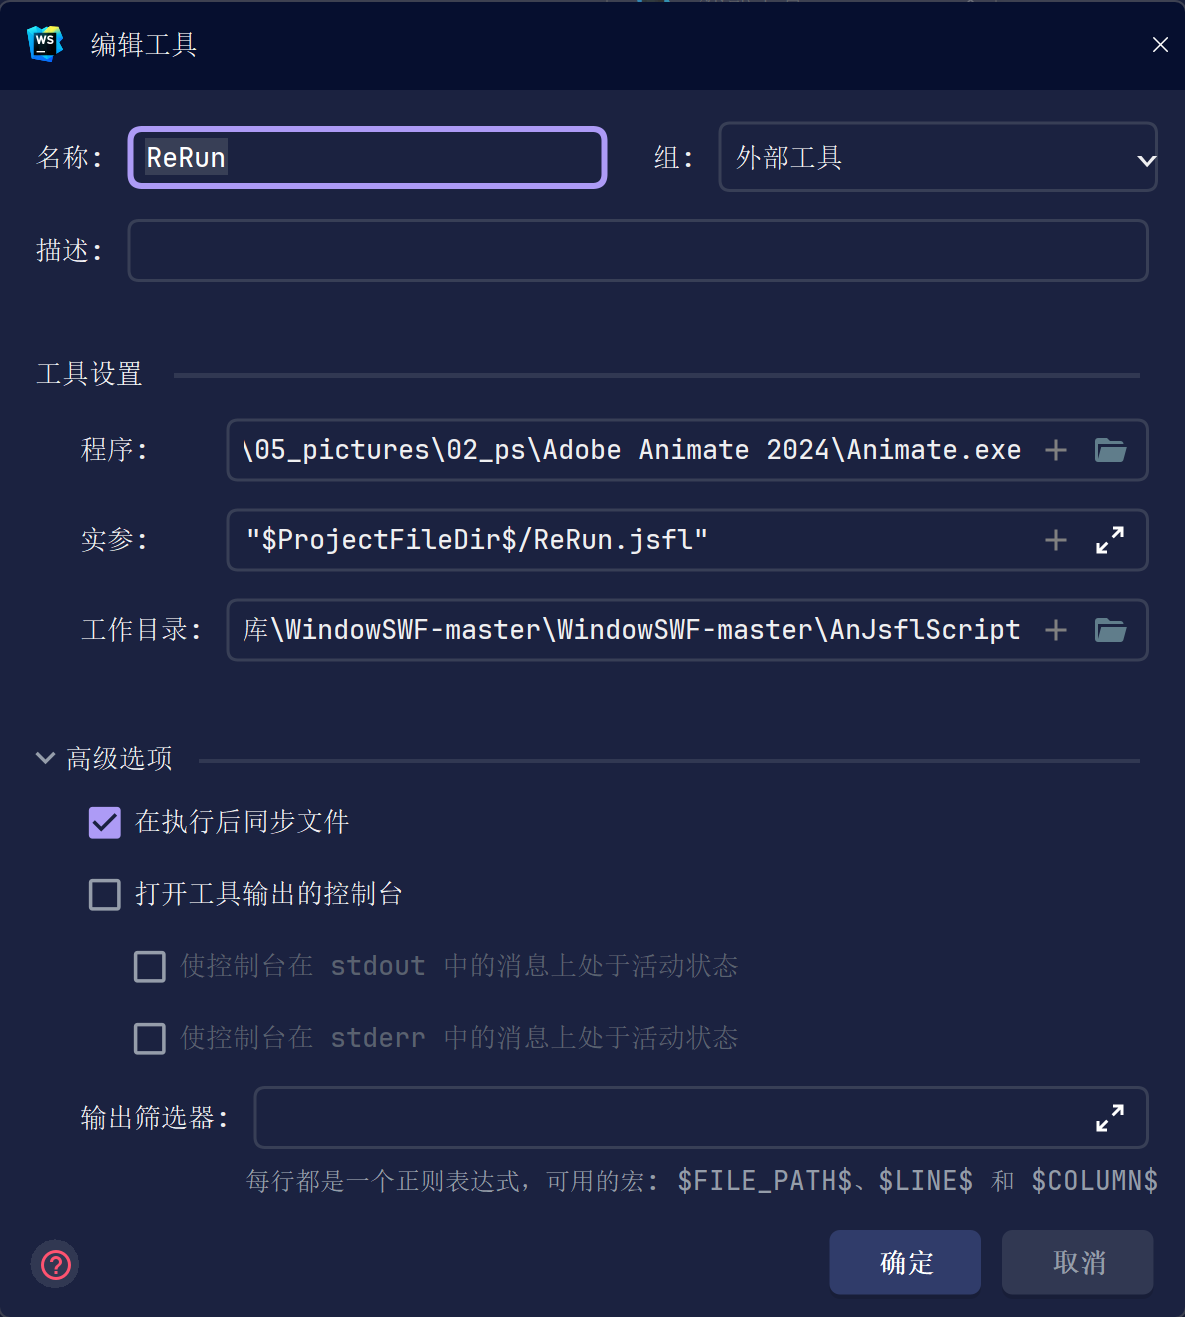 WS 编辑工具
名称: ReRun 组: 外部工具
描述:
工具设置
程序: \05_pictures\02_ps\Adobe Animate 2024\Animate.exe
实参: "$ProjectFileDir$/ReRun.jsfl"
工作目录: 库\WindowSWF-master\WindowSWF-master\AnJsflScript
高级选项
在执行后同步文件
打开工具输出的控制台
使控制台在 stdout 中的消息上处于活动状态
使控制台在 stderr 中的消息上处于活动状态
输出筛选器:
每行都是一个正则表达式，可用的宏: $FILE_PATH$、$LINE$ 和 $COLUMN$
? 确定 取消